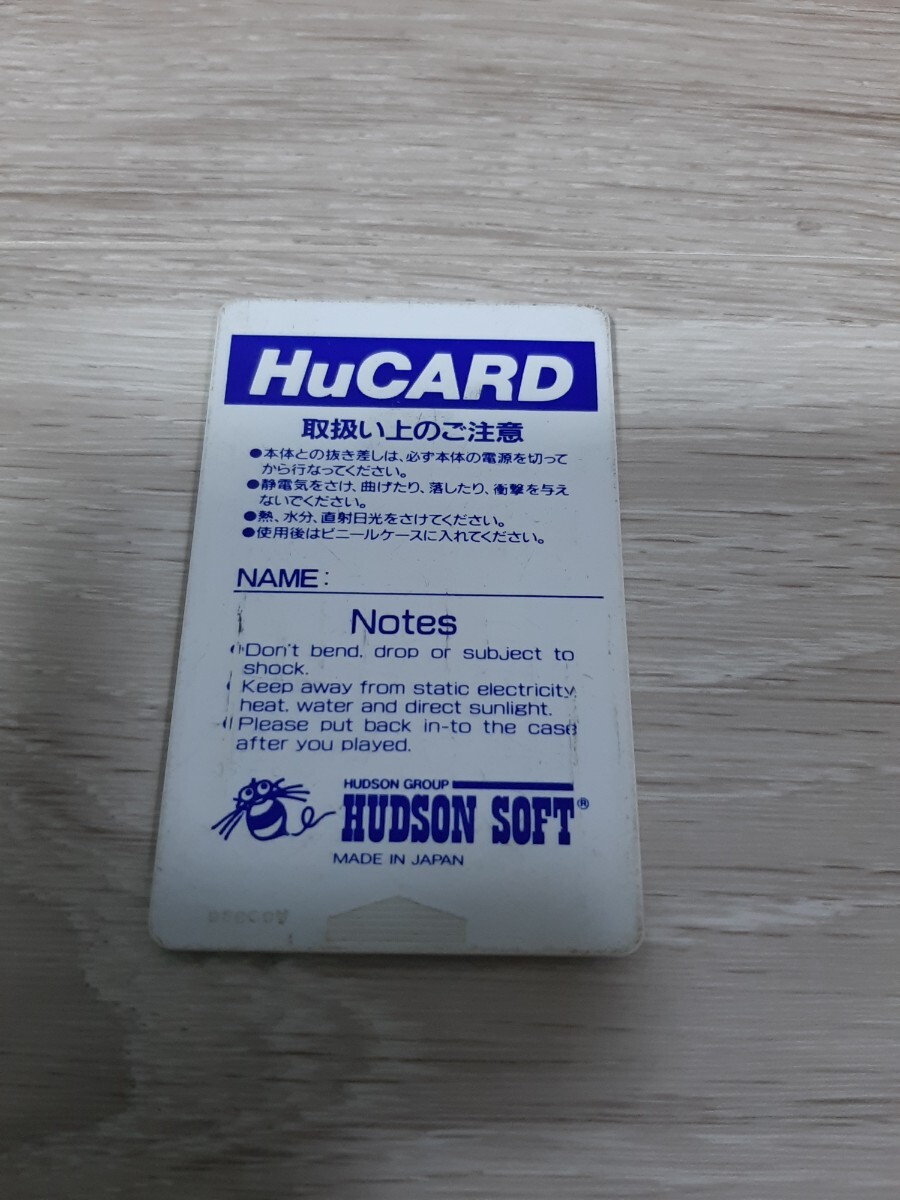 HuCARD
取扱い上のご注意
●本体との抜き差しは、必ず本体の電源を切って
から行なってください。
●静電気をさけ、曲げたり、落したり、衝撃を与え
ないでください。
●熱、水分、直射日光をさけてください。
●使用後はビニールケースに入れてください。
NAME:
Notes
●Don't bend, drop or subject to
shock.
●Keep away from static electricity,
heat, water and direct sunlight.
●Please put back in-to the case
after you played.
HUDSON GROUP
HUDSON SOFT®
MADE IN JAPAN